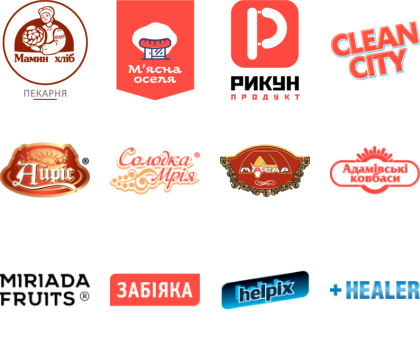 Мамин хліб
ПЕКАРНЯ
М'ясна
оселя
РИКУН
ПРОДУКТ
CLEAN
CITY
Айріс ®
Солодка ®
Мрія
Адамівські
ковбаси
MIRIADA
FRUITS ®
ЗАБІЯКА
helpix
+ HEALER